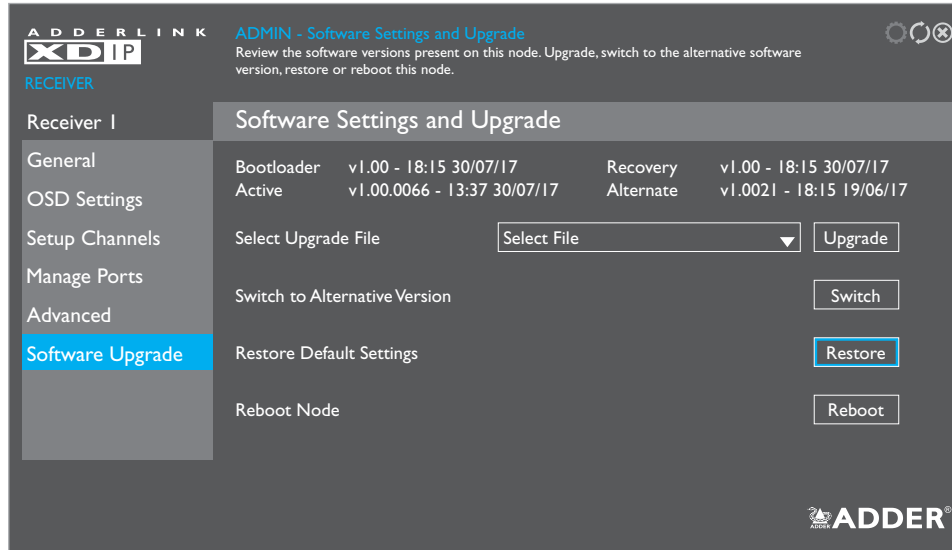 ADDERLINK
XDIP
RECEIVER
ADMIN - Software Settings and Upgrade
Review the software versions present on this node. Upgrade, switch to the alternative software
version, restore or reboot this node.
Receiver 1
Software Settings and Upgrade
General
OSD Settings
Setup Channels
Manage Ports
Advanced
Software Upgrade
Bootloader v1.00 - 18:15 30/07/17 Recovery v1.00 - 18:15 30/07/17
Active v1.00.0066 - 13:37 30/07/17 Alternate v1.0021 - 18:15 19/06/17
Select Upgrade File Select File Upgrade
Switch to Alternative Version Switch
Restore Default Settings Restore
Reboot Node Reboot
ADDER ADDER®